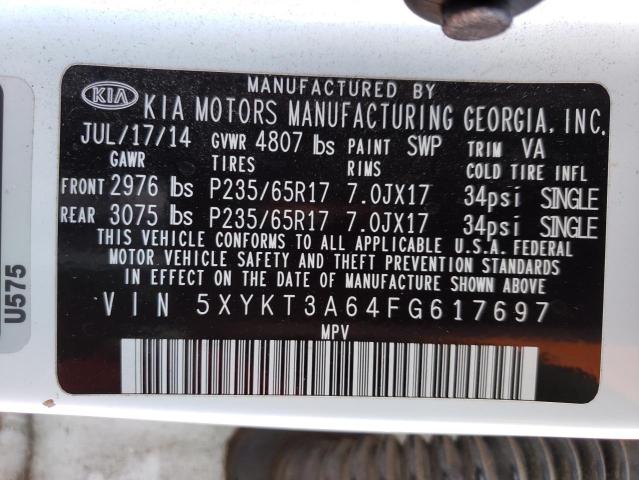 MANUFACTURED BY
KIA KIA MOTORS MANUFACTURING GEORGIA, INC.
JUL/17/14 GVWR 4807 lbs PAINT SWP TRIM VA
GAWR TIRES RIMS COLD TIRE INFL
FRONT 2976 lbs P235/65R17 7.0JX17 34psi SINGLE
REAR 3075 lbs P235/65R17 7.0JX17 34psi SINGLE
THIS VEHICLE CONFORMS TO ALL APPLICABLE U.S.A. FEDERAL
MOTOR VEHICLE SAFETY AND THEFT PREVENTION STANDARDS
IN EFFECT ON THE DATE OF MANUFACTURE SHOWN ABOVE
VIN 5XYKT3A64FG617697
MPV
U575